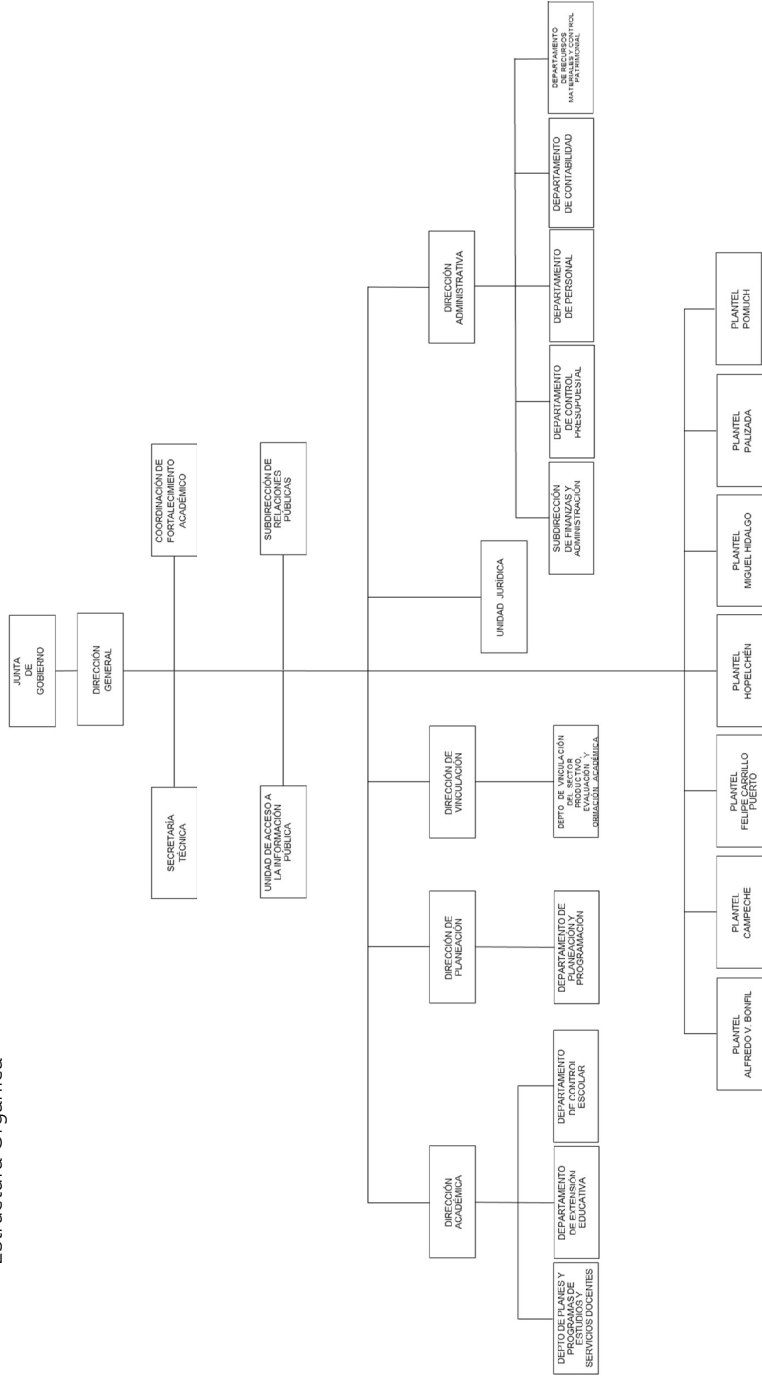 Estructura Orgánica
JUNTA
DE
GOBIERNO
DIRECCIÓN
GENERAL
SECRETARÍA
TÉCNICA
COORDINACIÓN DE
FORTALECIMIENTO
ACADÉMICO
UNIDAD DE ACCESO A
LA INFORMACIÓN
PÚBLICA
SUBDIRECCIÓN DE
RELACIONES
PÚBLICAS
DIRECCIÓN
ACADÉMICA
DIRECCIÓN DE
PLANEACIÓN
DIRECCIÓN DE
VINCULACIÓN
UNIDAD JURÍDICA
DIRECCIÓN
ADMINISTRATIVA
DEPTO DE PLANES Y
PROGRAMAS DE
ESTUDIOS Y
SERVICIOS DOCENTES
DEPARTAMENTO
DE EXTENSIÓN
EDUCATIVA
DEPARTAMENTO
DE CONTROL
ESCOLAR
DEPARTAMENTO DE
PLANEACIÓN Y
PROGRAMACIÓN
DEPTO DE VINCULACIÓN
DEL SECTOR
PRODUCTIVO,
EVALUACIÓN Y
ORMACIÓN ACADÉMICA
SUBDIRECCIÓN
DE FINANZAS Y
ADMINISTRACIÓN
DEPARTAMENTO
DE CONTROL
PRESUPUESTAL
DEPARTAMENTO
DE PERSONAL
DEPARTAMENTO
DE CONTABILIDAD
DEPARTAMENTO
DE RECURSOS
MATERIALES Y CONTROL
PATRIMONIAL
PLANTEL
ALFREDO V. BONFIL
PLANTEL
CAMPECHE
PLANTEL
FELIPE CARRILLO
PUERTO
PLANTEL
HOPELCHÉN
PLANTEL
MIGUEL HIDALGO
PLANTEL
PALIZADA
PLANTEL
POMUCH